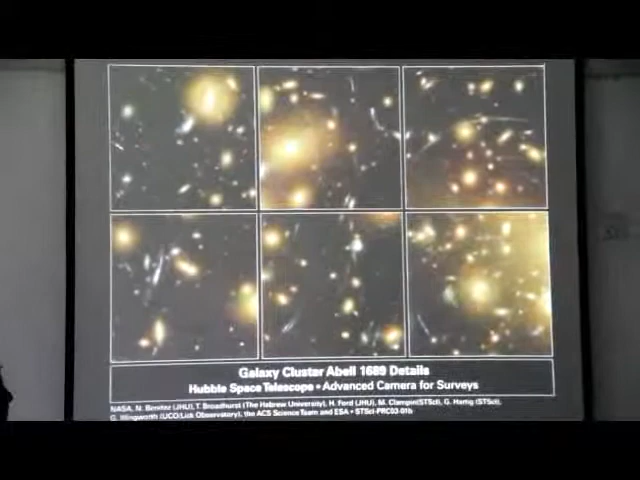 Galaxy Cluster Abell 1689 Details
Hubble Space Telescope • Advanced Camera for Surveys
NASA, N. Benitez (JHU), T. Broadhurst (The Hebrew University), H. Ford (JHU), M. Clampin(STScI), G. Hartig (STScI),
G. Illingworth (UCO/Lick Observatory), the ACS Science Team and ESA • STScI-PRC03-01b